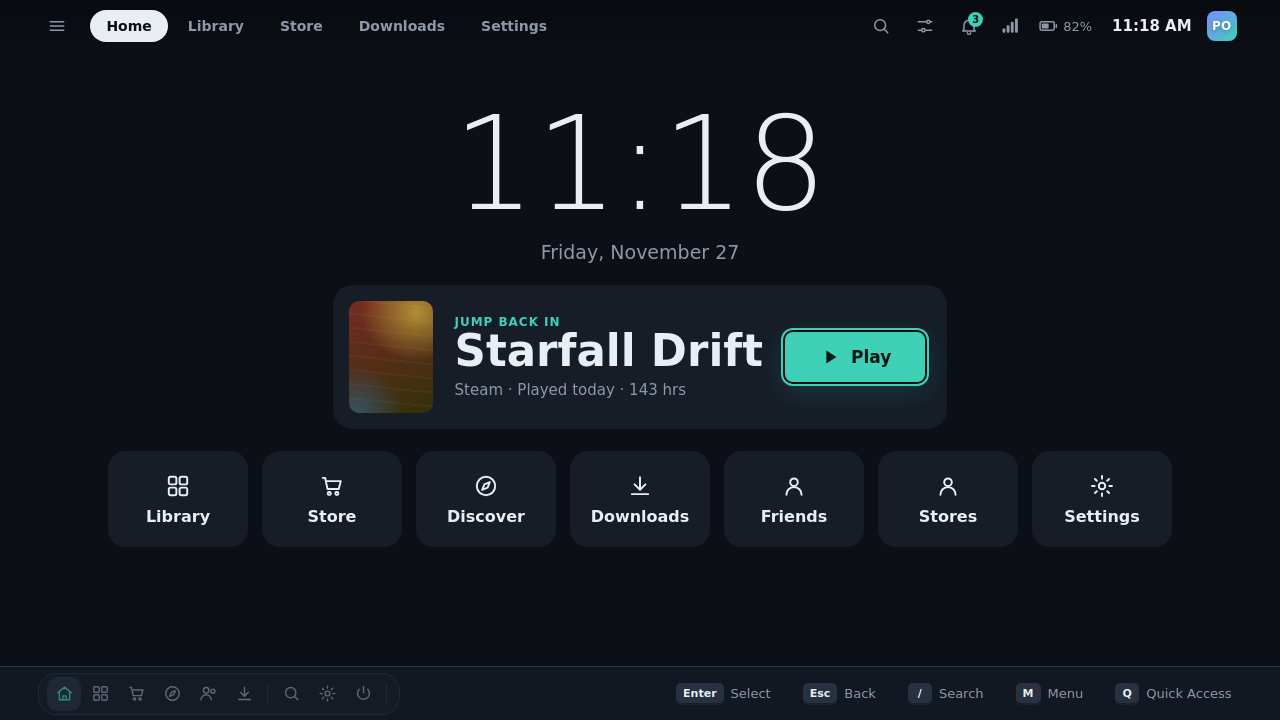 Home Library Store Downloads Settings 3 82% 11:18 AM PO
11:18
Friday, November 27
JUMP BACK IN
Starfall Drift
Steam · Played today · 143 hrs
Play
Library Store Discover Downloads Friends Stores Settings
Enter Select Esc Back / Search M Menu Q Quick Access